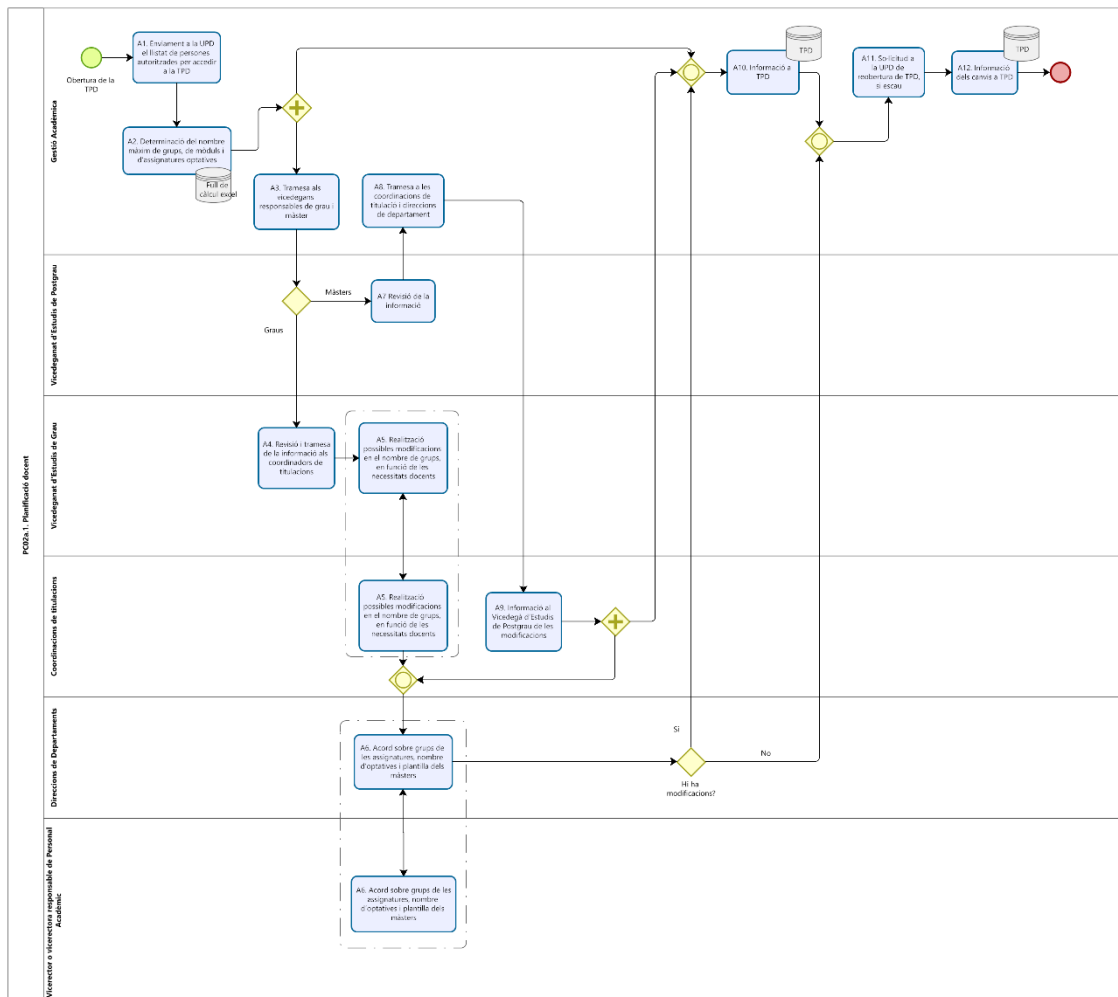 PC02a.1. Planificació docent
Gestió Acadèmica
Obertura de la
TPD
A1. Enviament a la UPD
el llistat de persones
autoritzades per accedir
a la TPD
A2. Determinació del nombre
màxim de grups, de mòduls i
d'assignatures optatives
Full de
càlcul excel
A3. Tramesa als
vicedegans
responsables de grau i
màster
A8. Tramesa a les
coordinacions de
titulació i direccions
de departament
A10. Informació a
TPD
TPD
A11. Sol·licitud a
la UPD de
reobertura de TPD,
si escau
A12. Informació
dels canvis a TPD
TPD
Vicedeganat d'Estudis de Postgrau
Màsters
Graus
A7 Revisió de la
informació
Vicedeganat d'Estudis de Grau
A4. Revisió i tramesa
de la informació als
coordinadors de
titulacions
A5. Realització
possibles modificacions
en el nombre de grups,
en funció de les
necessitats docents
Coordinacions de titulacions
A5. Realització
possibles modificacions
en el nombre de grups,
en funció de les
necessitats docents
A9. Informació al
Vicedegà d'Estudis
de Postgrau de les
modificacions
Direccions de Departaments
A6. Acord sobre grups de
les assignatures, nombre
d'optatives i plantilla dels
màsters
Si
No
Hi ha
modificacions?
Vicerector o vicerectora responsable de Personal
Acadèmic
A6. Acord sobre grups de les
assignatures, nombre
d'optatives i plantilla dels
màsters